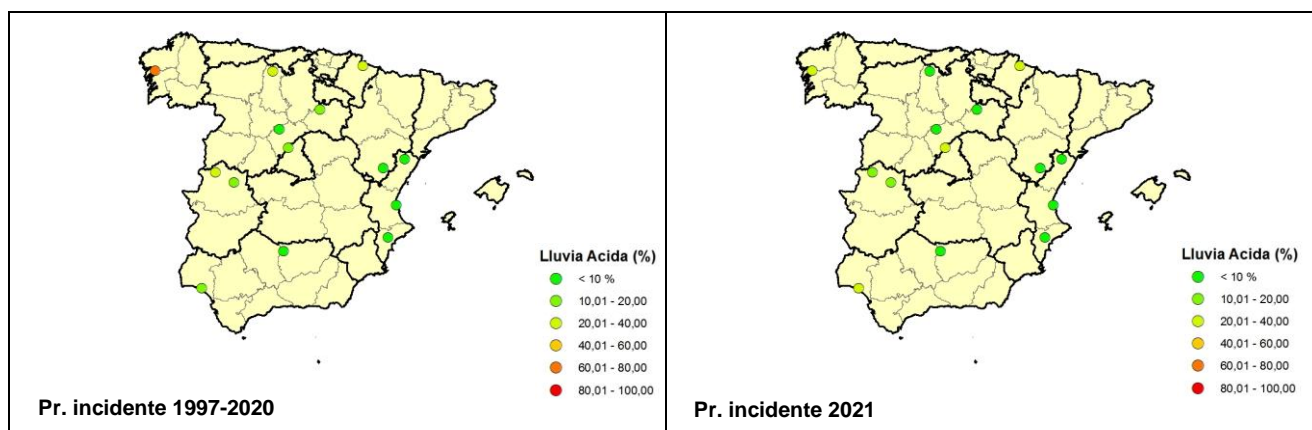 Lluvia Acida (%)
< 10 %
10,01 - 20,00
20,01 - 40,00
40,01 - 60,00
60,01 - 80,00
80,01 - 100,00
Pr. incidente 1997-2020
Lluvia Acida (%)
< 10 %
10,01 - 20,00
20,01 - 40,00
40,01 - 60,00
60,01 - 80,00
80,01 - 100,00
Pr. incidente 2021